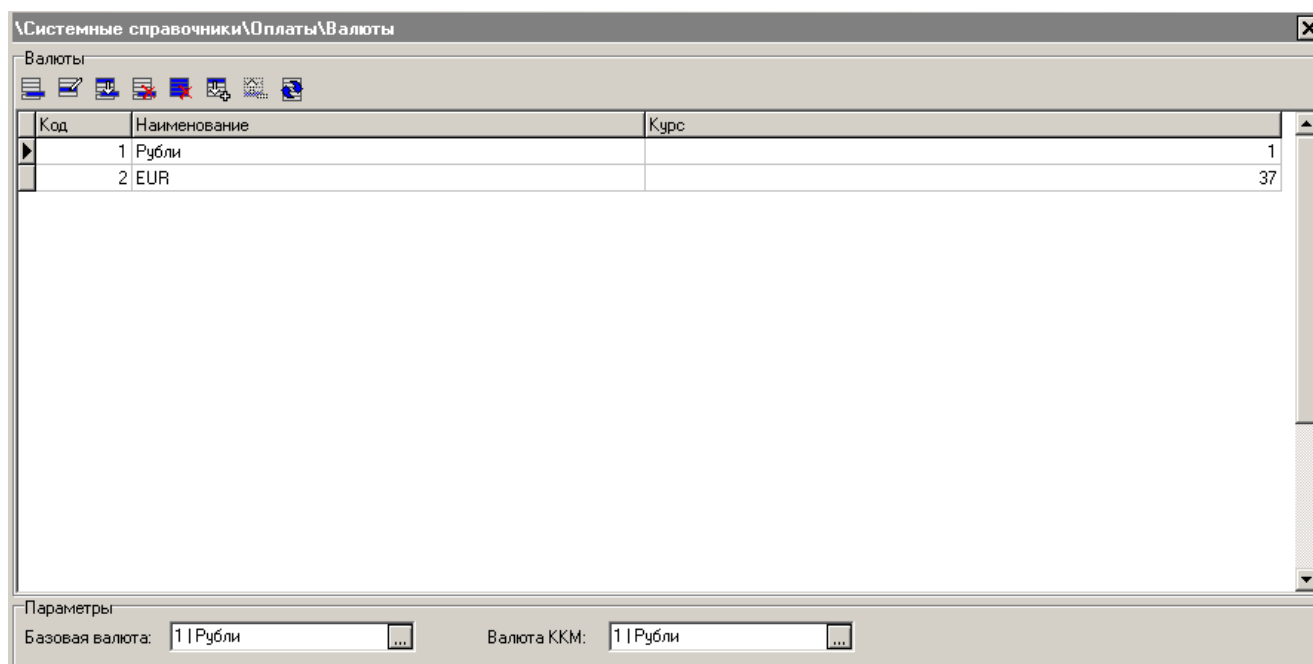 \Системные справочники\Оплаты\Валюты
Валюты
Код Наименование Курс
1 Рубли 1
2 EUR 37
Параметры
Базовая валюта: 1 | Рубли ... Валюта ККМ: 1 | Рубли ...